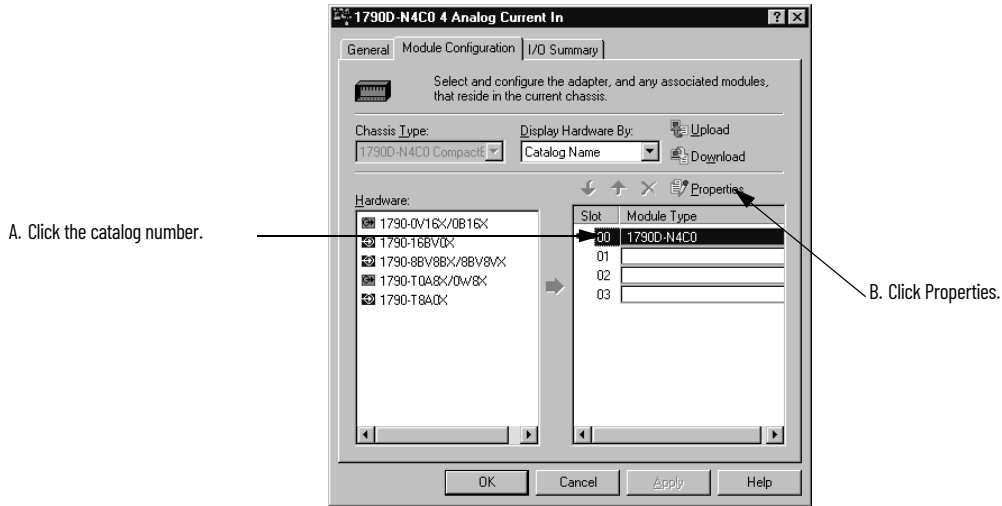 1790D-N4C0 4 Analog Current In
General Module Configuration I/O Summary
Select and configure the adapter, and any associated modules,
that reside in the current chassis.
Chassis Type: Display Hardware By: Upload
1790D-N4C0 CompactB Catalog Name Download
Properties
Hardware:
Slot Module Type
1790-0V16X/0B16X
00 1790D-N4C0
A. Click the catalog number.
1790-16BV0X
01
1790-8BV8BX/8BV8VX
02
1790-T0A8X/0W8X
03
1790-T8A0X
B. Click Properties.
OK Cancel Apply Help